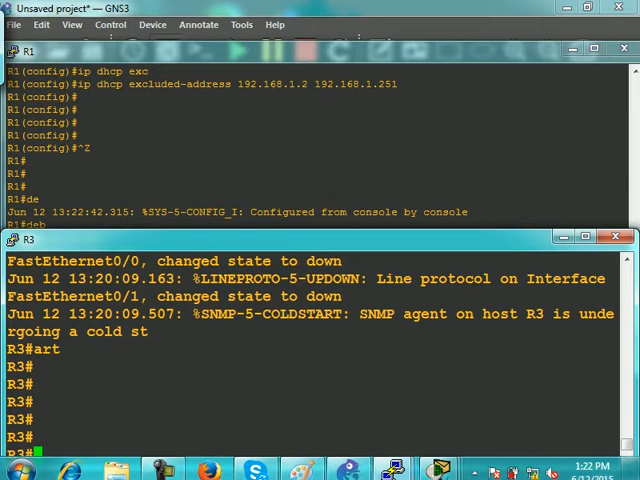 Unsaved project* — GNS3
File Edit View Control Device Annotate Tools Help
R1
R1(config)#ip dhcp exc
R1(config)#ip dhcp excluded-address 192.168.1.2 192.168.1.251
R1(config)#
R1(config)#
R1(config)#
R1(config)#
R1(config)#^Z
R1#
R1#
R1#
R1#de
Jun 12 13:22:42.315: %SYS-5-CONFIG_I: Configured from console by console
R1#deb
R3
FastEthernet0/0, changed state to down
Jun 12 13:20:09.163: %LINEPROTO-5-UPDOWN: Line protocol on Interface
FastEthernet0/1, changed state to down
Jun 12 13:20:09.507: %SNMP-5-COLDSTART: SNMP agent on host R3 is unde
rgoing a cold st
R3#art
R3#
R3#
R3#
R3#
R3#
R3#
1:22 PM
6/12/2015